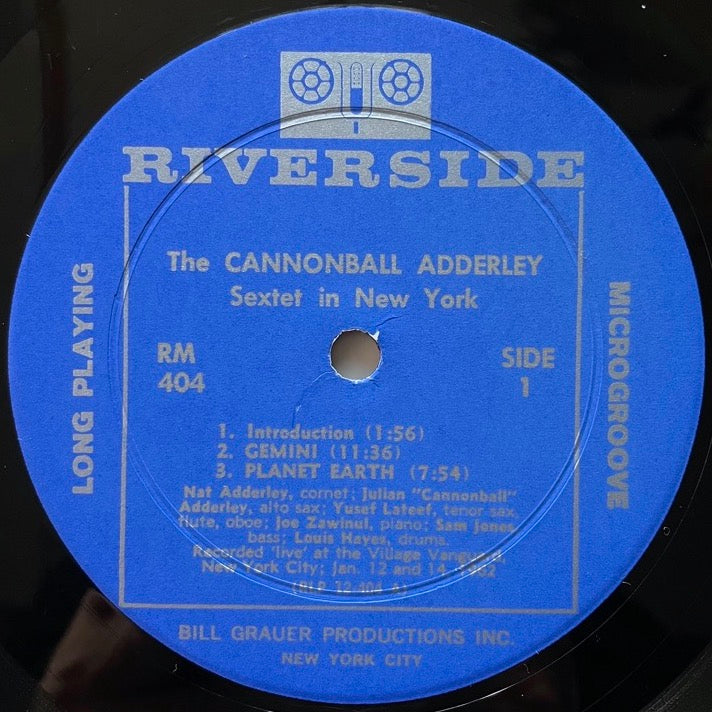 RIVERSIDE
The CANNONBALL ADDERLEY
Sextet in New York
LONG PLAYING
MICROGROOVE
RM
404
SIDE
1
1. Introduction (1:56)
2. GEMINI (11:36)
3. PLANET EARTH (7:54)
Nat Adderley, cornet; Julian "Cannonball"
Adderley, alto sax; Yusef Lateef, tenor sax,
flute, oboe; Joe Zawinul, piano; Sam Jones
bass; Louis Hayes, drums.
Recorded 'live' at the Village Vanguard,
New York City; Jan. 12 and 14, 1962
(RLP 12-404 A)
BILL GRAUER PRODUCTIONS INC.
NEW YORK CITY